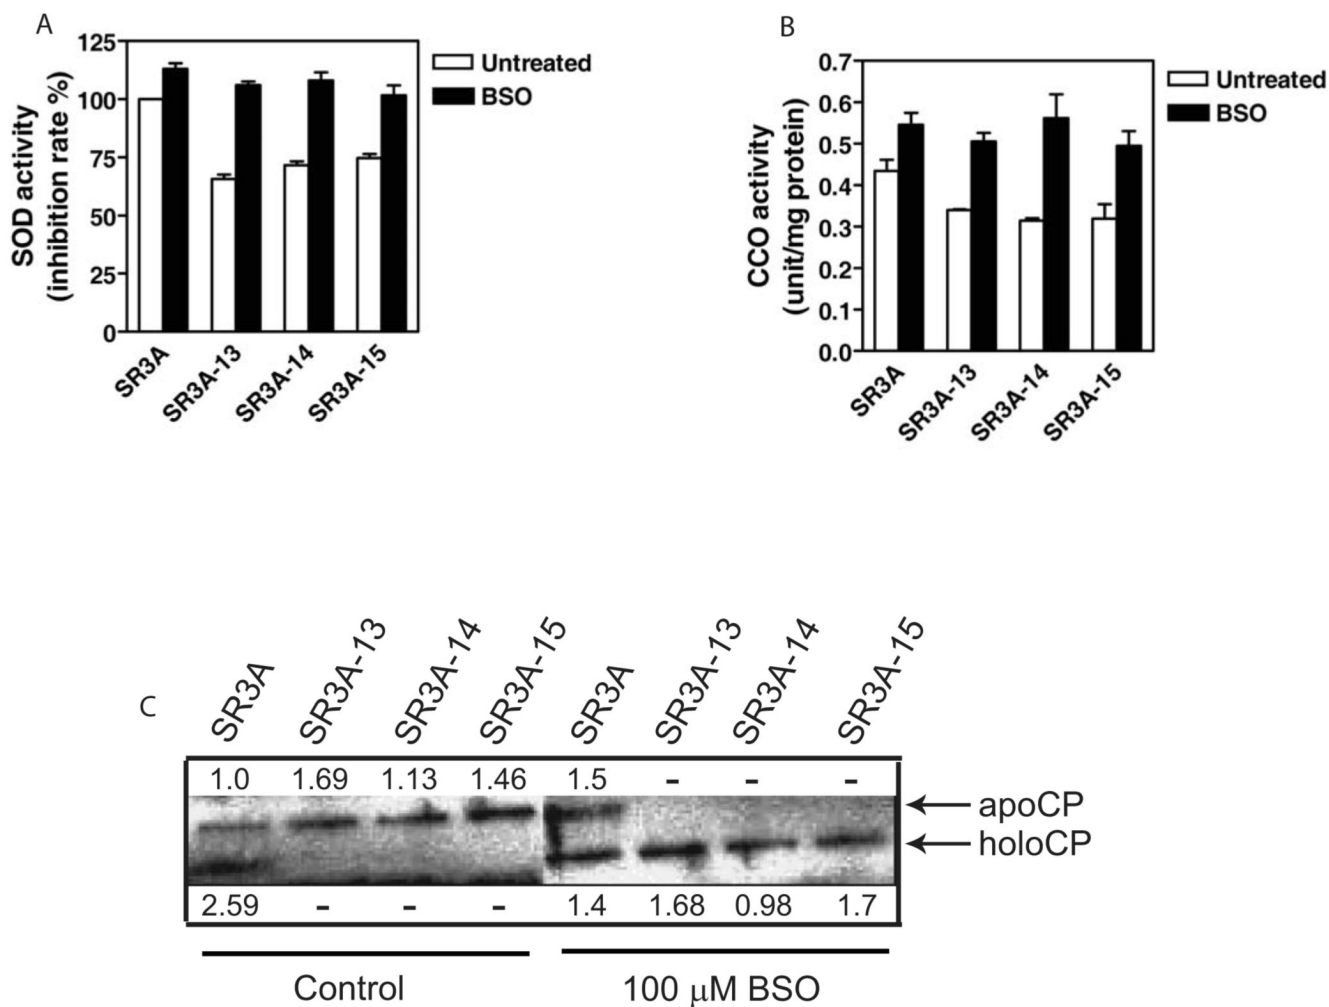 A
SOD activity
(inhibition rate %)
125
100
75
50
25
0
SR3A
SR3A-13
SR3A-14
SR3A-15
Untreated
BSO
B
CCO activity
(unit/mg protein)
0.7
0.6
0.5
0.4
0.3
0.2
0.1
0.0
SR3A
SR3A-13
SR3A-14
SR3A-15
Untreated
BSO
C
SR3A SR3A-13 SR3A-14 SR3A-15 SR3A SR3A-13 SR3A-14 SR3A-15
1.0 1.69 1.13 1.46 1.5 - - -
apoCP
holoCP
2.59 - - - 1.4 1.68 0.98 1.7
Control 100 μM BSO